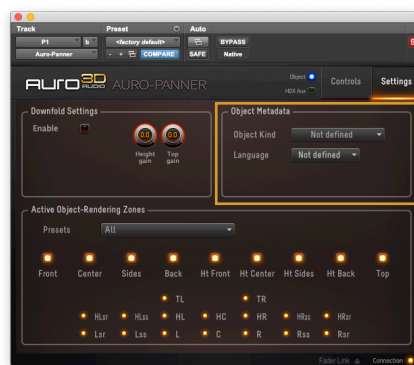 Track Preset Auto
P1 b <factory default> BYPASS
Auro-Panner - + COMPARE SAFE Native
AURO 3D AUDIO AURO-PANNER Object Controls Settings
HDX Aux
Downfold Settings
Enable
0.0 0.0
Height gain Top gain
Object Metadata
Object Kind Not defined
Language Not defined
Active Object-Rendering Zones
Presets All
Front Center Sides Back Ht Front Ht Center Ht Sides Ht Back Top
TL TR
HLsr HLss HL HC HR HRss HRsr
Lsr Lss L C R Rss Rsr
Fader Link Connection